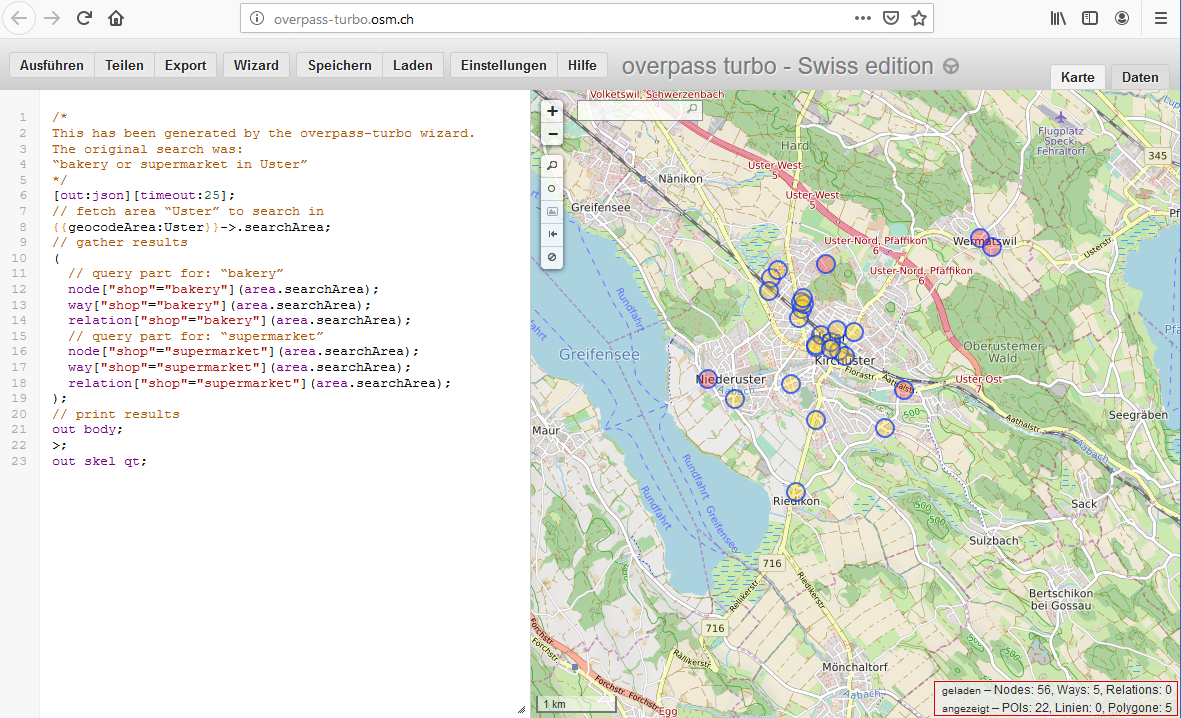 overpass-turbo.osm.ch
Ausführen Teilen Export Wizard Speichern Laden Einstellungen Hilfe overpass turbo - Swiss edition Karte Daten
1 /*
2 This has been generated by the overpass-turbo wizard.
3 The original search was:
4 “bakery or supermarket in Uster”
5 */
6 [out:json][timeout:25];
7 // fetch area “Uster” to search in
8 {{geocodeArea:Uster}}->.searchArea;
9 // gather results
10 (
11 // query part for: “bakery”
12 node["shop"="bakery"](area.searchArea);
13 way["shop"="bakery"](area.searchArea);
14 relation["shop"="bakery"](area.searchArea);
15 // query part for: “supermarket”
16 node["shop"="supermarket"](area.searchArea);
17 way["shop"="supermarket"](area.searchArea);
18 relation["shop"="supermarket"](area.searchArea);
19 );
20 // print results
21 out body;
22 >;
23 out skel qt;
+
−
Volketswil, Schwerzenbach
Hard
Flugplatz
Speck,
Fehraltorf
345
Uster-West
5
Nänikon
Uster-West
5
Greifensee
Uster-Nord, Pfäffikon
6
Wermatswil
Uster-Nord, Pfäffikon
6
Usterstr.
Rundfahrt
Greifensee
Kirchuster
Oberustemer
Wald
Niederuster
Florastr.
Aathalstr.
Uster-Ost
7
500
Aathalstr.
Seegräben
Maur
Aabach
Rundfahrt
Rundfahrt
Greifensee
Riedikon
Sack
500
500
Sulzbach
716
Riedikerstr.
Rellikerstr.
Bertschikon
bei Gossau
716
Forchstr.
Rällikerstr.
Mönchaltorf
Aabach
500
Forchstr.
Forchstr.
Egg
1 km
geladen – Nodes: 56, Ways: 5, Relations: 0
angezeigt – POIs: 22, Linien: 0, Polygone: 5